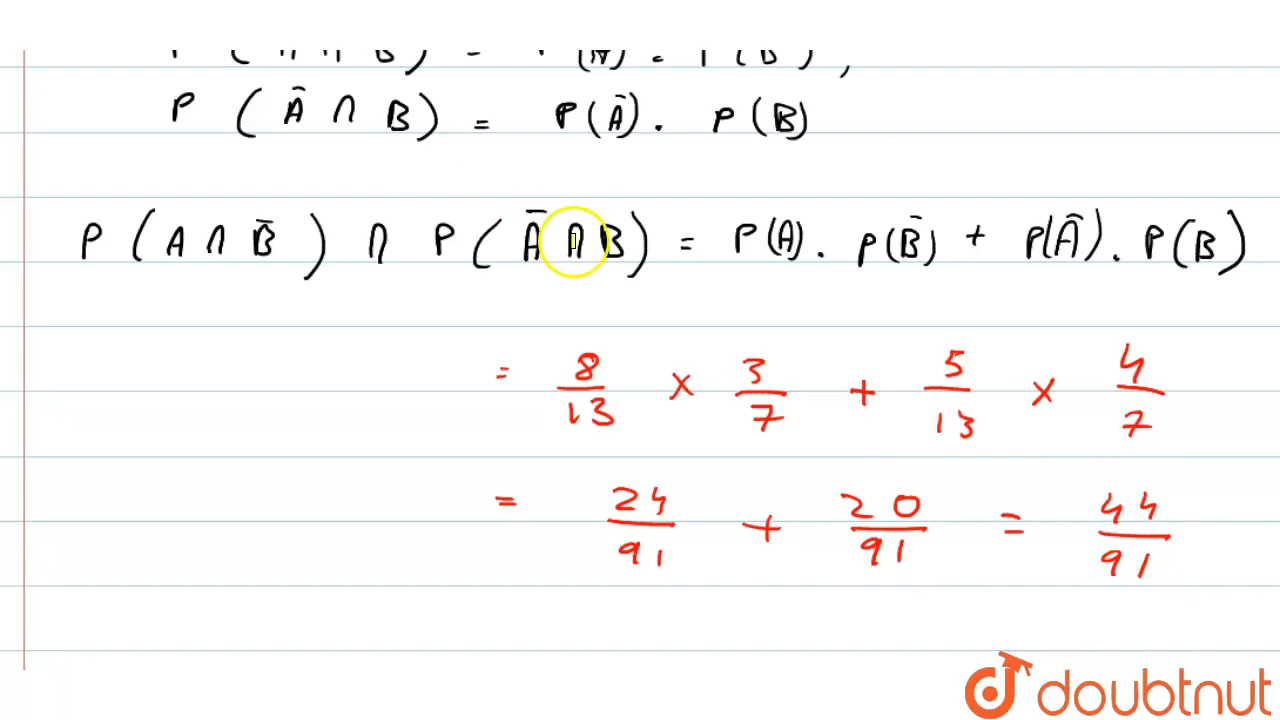 P ( Ā ∩ B ) = P(Ā) . P (B)
P ( A ∩ B̄ ) ∩ P ( Ā ∩ B ) = P(A) . P(B̄) + P(Ā) . P(B)
= 8/13 × 3/7 + 5/13 × 4/7
= 24/91 + 20/91 = 44/91
doubtnut